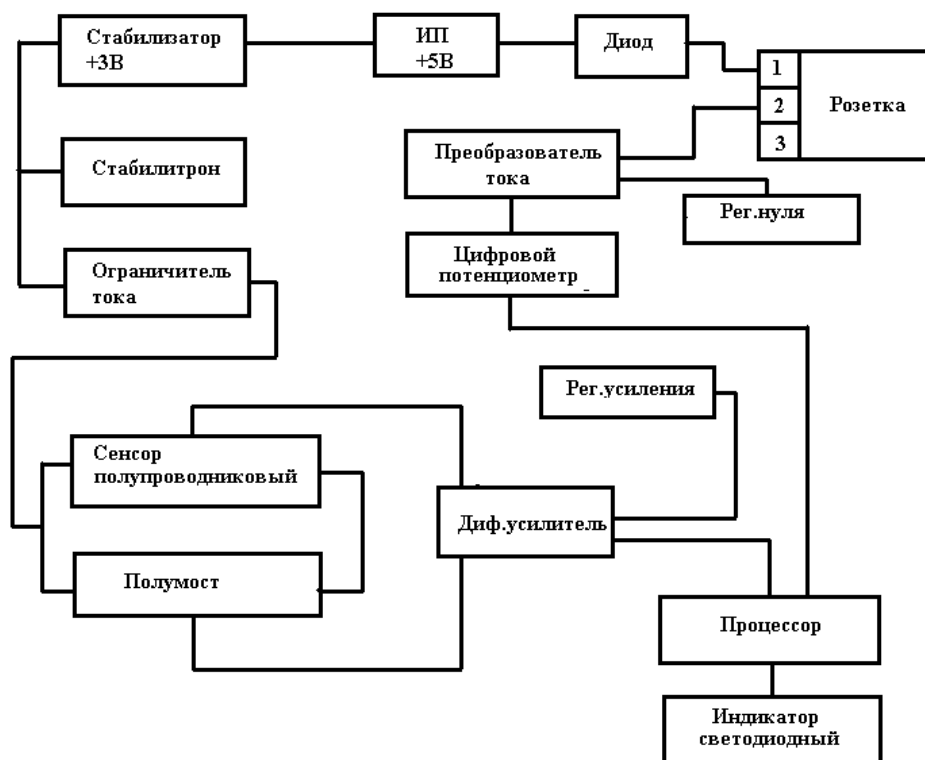 Стабилизатор
+3В
ИП
+5В
Диод
1
2
3
Розетка
Стабилитрон
Преобразователь
тока
Рег.нуля
Ограничитель
тока
Цифровой
потенциометр
Рег.усиления
Сенсор
полупроводниковый
Диф.усилитель
Полумост
Процессор
Индикатор
светодиодный